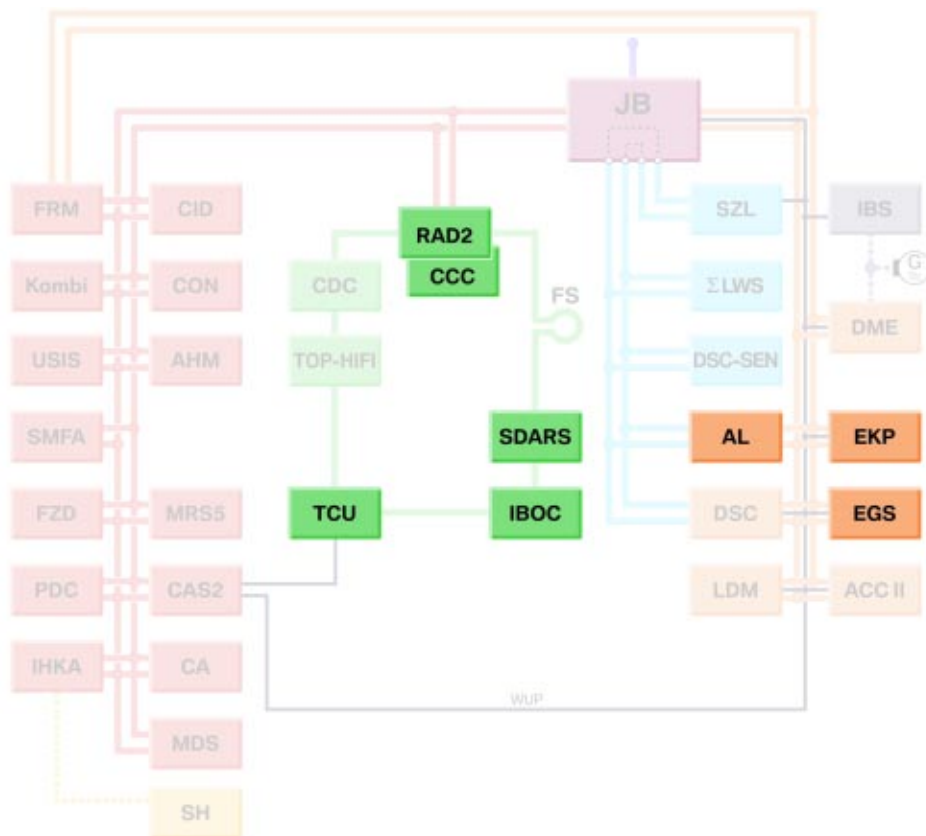 JB
FRM
CID
RAD2
SZL
IBS
CCC
G
Kombi
CON
CDC
FS
ΣLWS
DME
USIS
AHM
TOP-HIFI
DSC-SEN
SMFA
SDARS
AL
EKP
FZD
MRS5
TCU
IBOC
DSC
EGS
PDC
CAS2
LDM
ACC II
IHKA
CA
WUP
MDS
SH